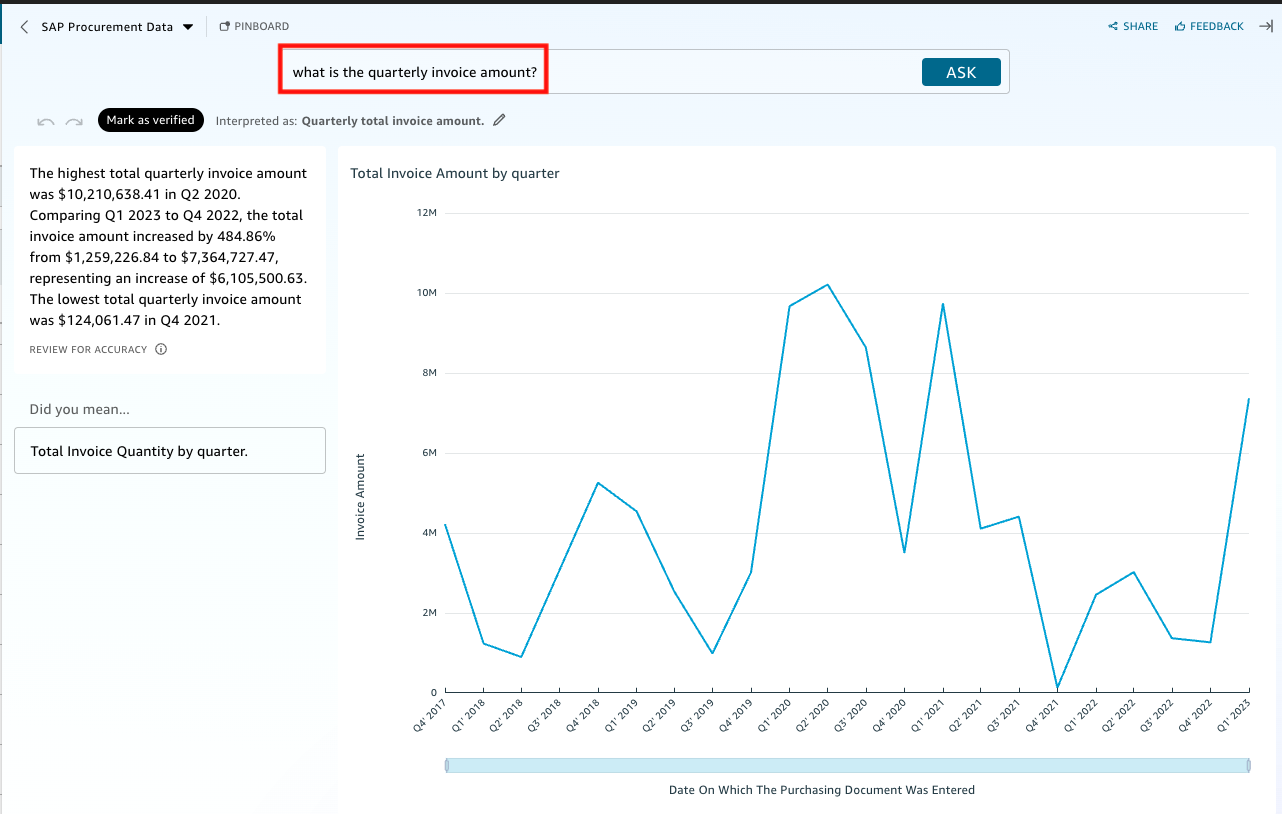 SAP Procurement Data
PINBOARD
SHARE
FEEDBACK
what is the quarterly invoice amount?
ASK
Mark as verified
Interpreted as: Quarterly total invoice amount.
The highest total quarterly invoice amount
was $10,210,638.41 in Q2 2020.
Comparing Q1 2023 to Q4 2022, the total
invoice amount increased by 484.86%
from $1,259,226.84 to $7,364,727.47,
representing an increase of $6,105,500.63.
The lowest total quarterly invoice amount
was $124,061.47 in Q4 2021.
REVIEW FOR ACCURACY
Did you mean...
Total Invoice Quantity by quarter.
Total Invoice Amount by quarter
12M
10M
8M
6M
4M
2M
0
Invoice Amount
Q4' 2017
Q1' 2018
Q2' 2018
Q3' 2018
Q4' 2018
Q1' 2019
Q2' 2019
Q3' 2019
Q4' 2019
Q1' 2020
Q2' 2020
Q3' 2020
Q4' 2020
Q1' 2021
Q2' 2021
Q3' 2021
Q4' 2021
Q1' 2022
Q2' 2022
Q3' 2022
Q4' 2022
Q1' 2023
Date On Which The Purchasing Document Was Entered